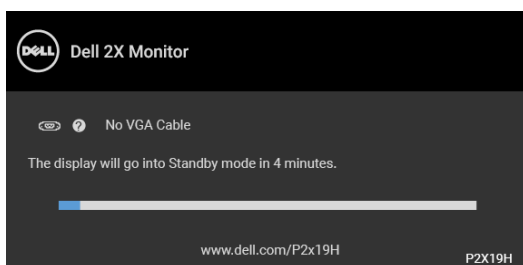 DELL Dell 2X Monitor
? No VGA Cable
The display will go into Standby mode in 4 minutes.
www.dell.com/P2x19H
P2X19H